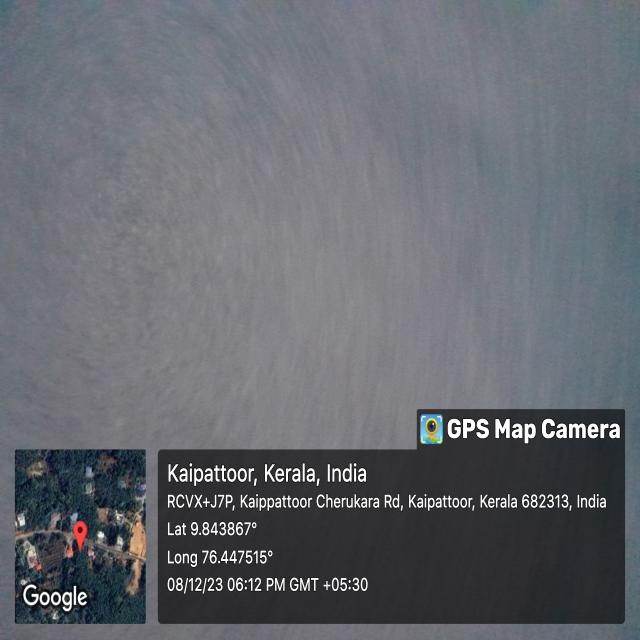 GPS Map Camera
Kaipattoor, Kerala, India
RCVX+J7P, Kaippattoor Cherukara Rd, Kaipattoor, Kerala 682313, India
Lat 9.843867°
Long 76.447515°
08/12/23 06:12 PM GMT +05:30
Google